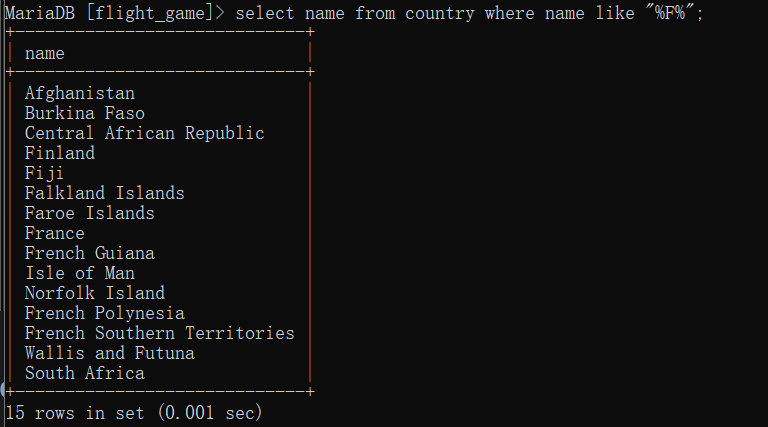 MariaDB [flight_game]> select name from country where name like "%F%";
+------------------------------+
| name                         |
+------------------------------+
| Afghanistan                  |
| Burkina Faso                 |
| Central African Republic     |
| Finland                      |
| Fiji                         |
| Falkland Islands             |
| Faroe Islands                |
| France                       |
| French Guiana                |
| Isle of Man                  |
| Norfolk Island               |
| French Polynesia             |
| French Southern Territories  |
| Wallis and Futuna            |
| South Africa                 |
+------------------------------+
15 rows in set (0.001 sec)